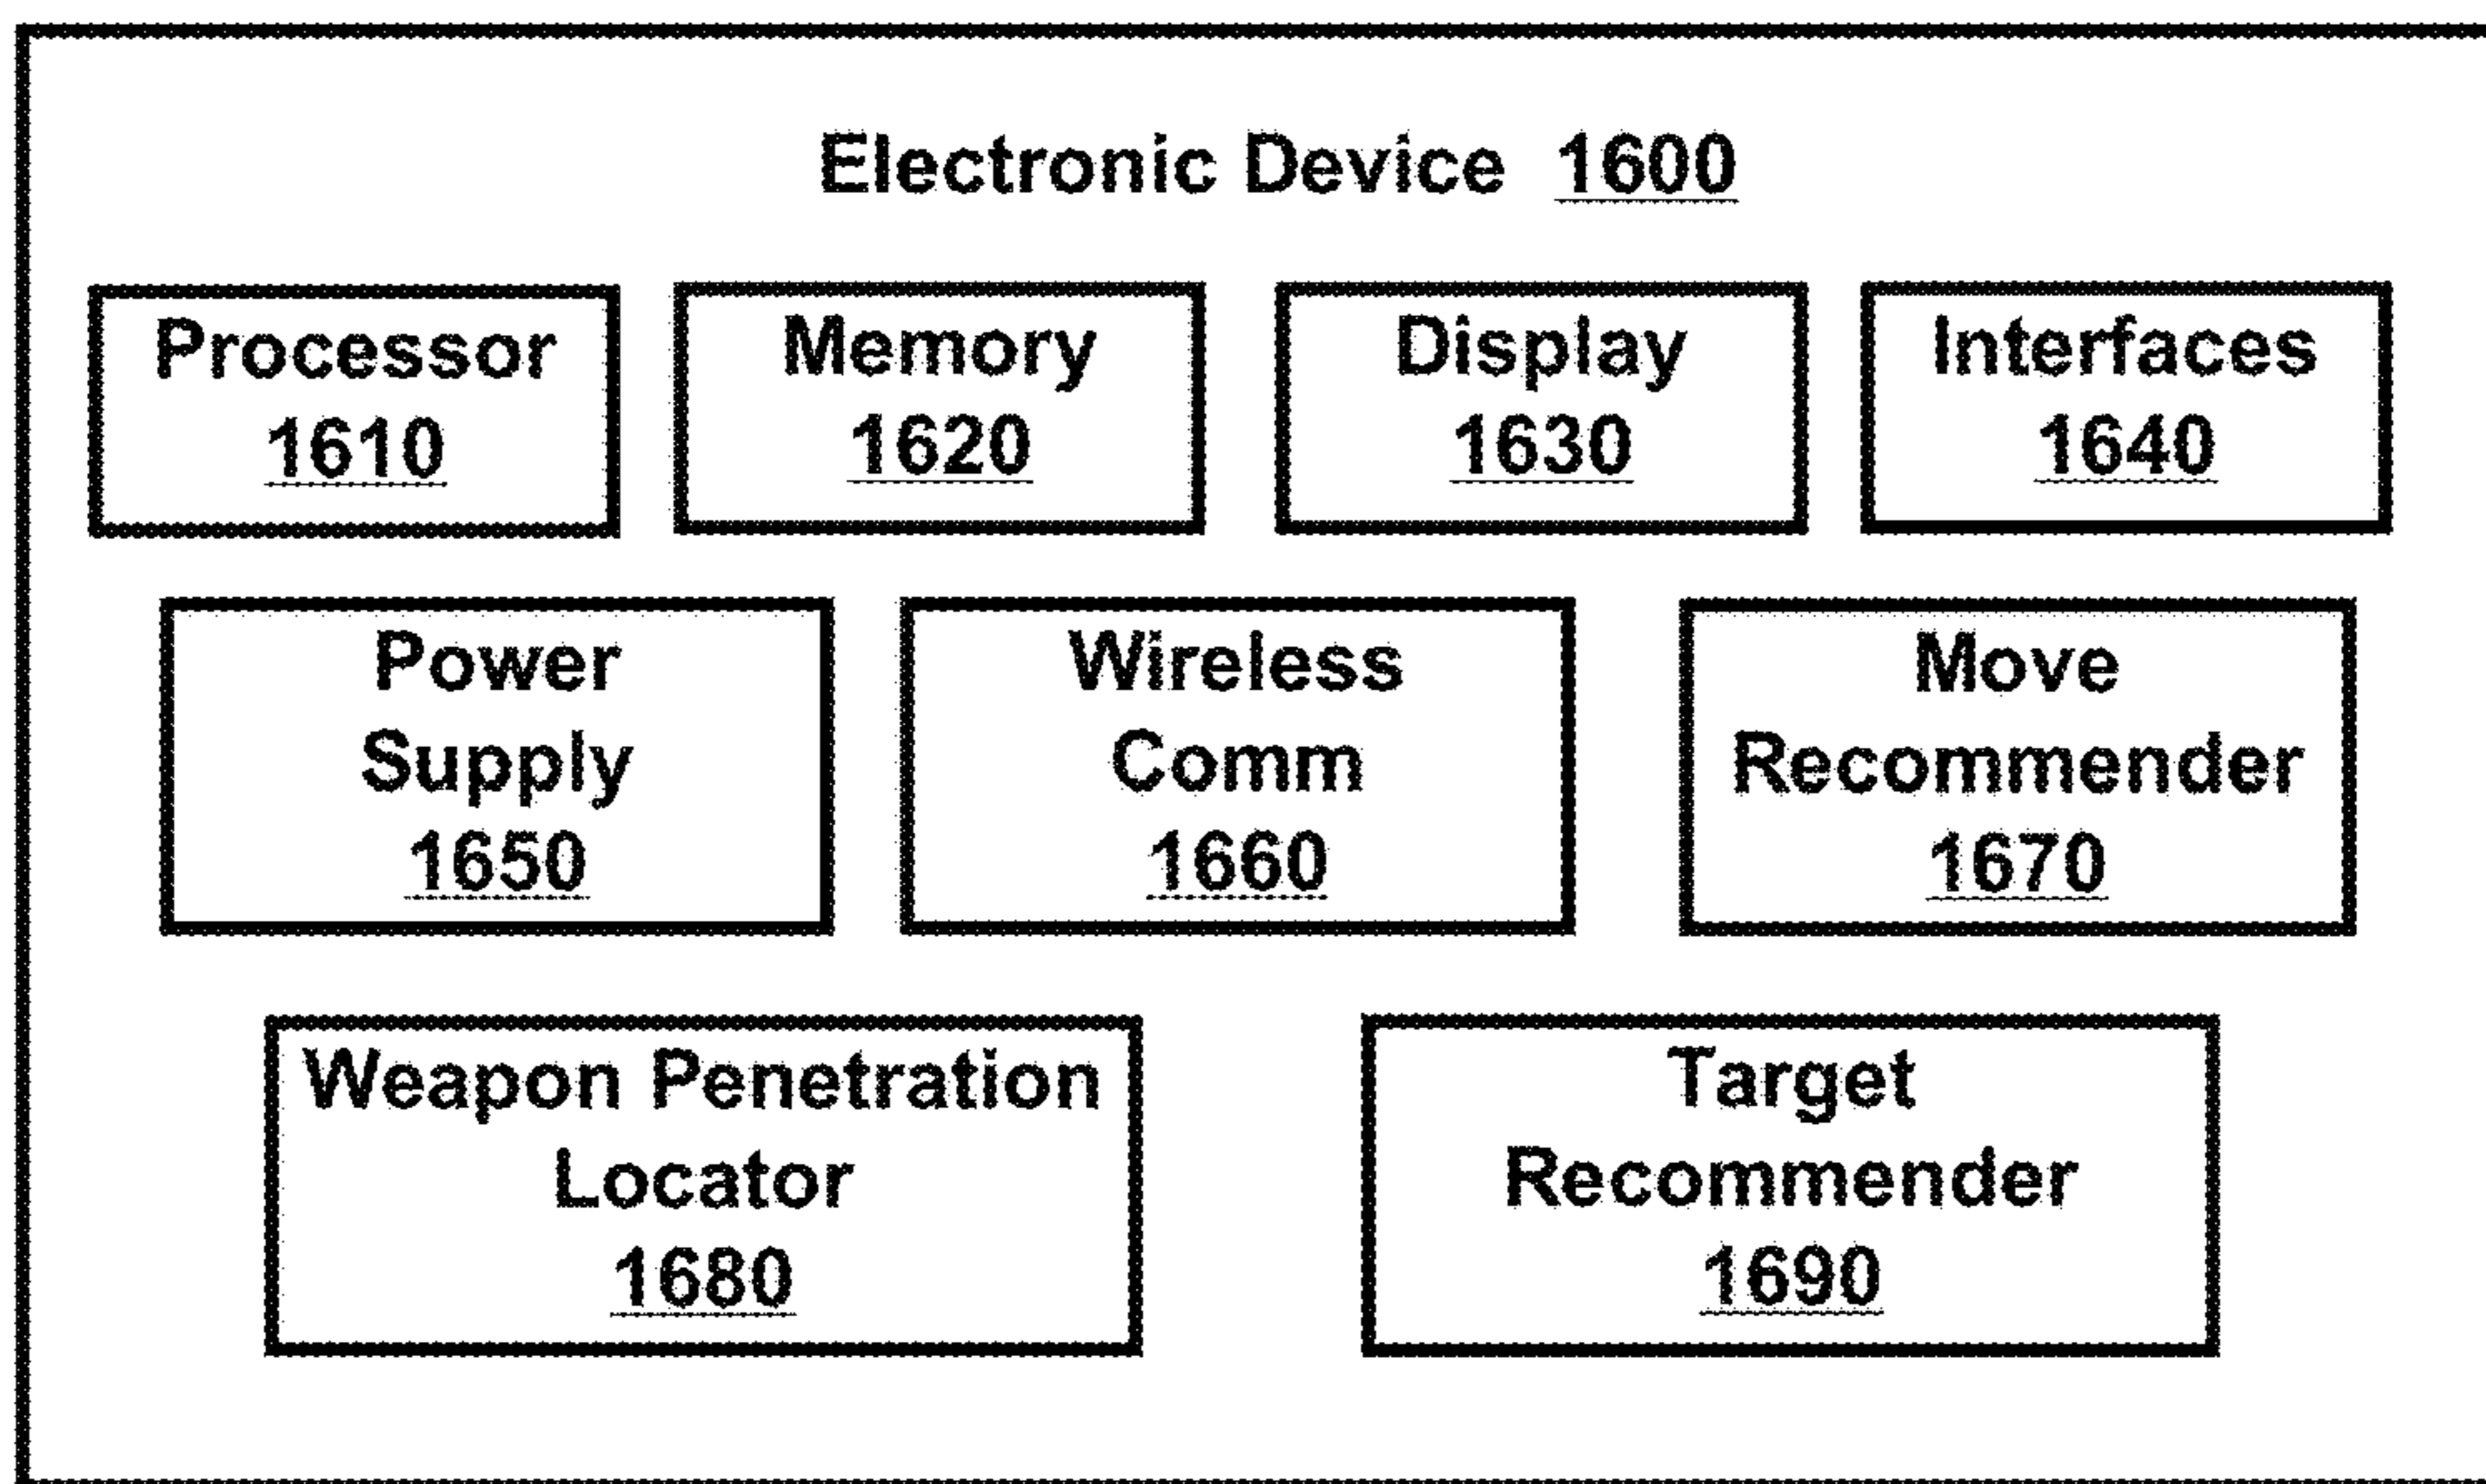 Electronic Device 1600
Processor
1610
Memory
1620
Display
1630
Interfaces
1640
Power
Supply
1650
Wireless
Comm
1660
Move
Recommender
1670
Weapon Penetration
Locator
1680
Target
Recommender
1690